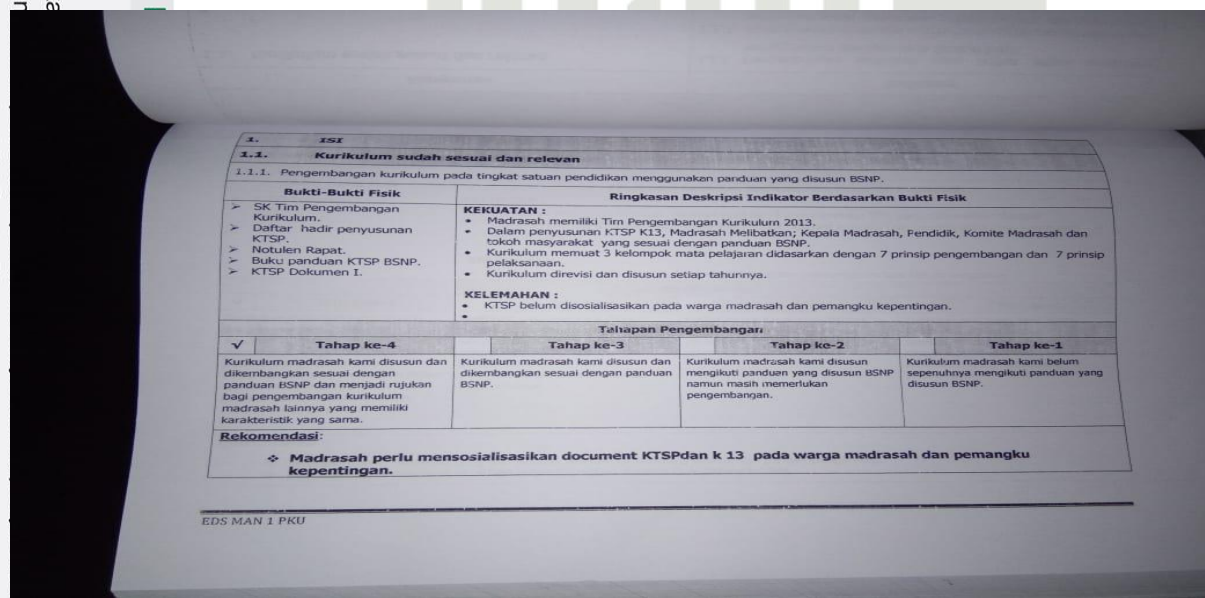 1. ISI
1.1. Kurikulum sudah sesuai dan relevan
1.1.1. Pengembangan kurikulum pada tingkat satuan pendidikan menggunakan panduan yang disusun BSNP.
Bukti-Bukti Fisik
➢ SK Tim Pengembangan
Kurikulum.
➢ Daftar hadir penyusunan
KTSP.
➢ Notulen Rapat.
➢ Buku panduan KTSP BSNP.
➢ KTSP Dokumen I.
Ringkasan Deskripsi Indikator Berdasarkan Bukti Fisik
KEKUATAN :
• Madrasah memiliki Tim Pengembangan Kurikulum 2013.
• Dalam penyusunan KTSP K13, Madrasah Melibatkan; Kepala Madrasah, Pendidik, Komite Madrasah dan
tokoh masyarakat yang sesuai dengan panduan BSNP.
• Kurikulum memuat 3 kelompok mata pelajaran didasarkan dengan 7 prinsip pengembangan dan 7 prinsip
pelaksanaan.
• Kurikulum direvisi dan disusun setiap tahunnya.
KELEMAHAN :
• KTSP belum disosialisasikan pada warga madrasah dan pemangku kepentingan.
•
Tahapan Pengembangan
√ Tahap ke-4
Kurikulum madrasah kami disusun dan
dikembangkan sesuai dengan
panduan BSNP dan menjadi rujukan
bagi pengembangan kurikulum
madrasah lainnya yang memiliki
karakteristik yang sama.
Tahap ke-3
Kurikulum madrasah kami disusun dan
dikembangkan sesuai dengan panduan
BSNP.
Tahap ke-2
Kurikulum madrasah kami disusun
mengikuti panduan yang disusun BSNP
namun masih memerlukan
pengembangan.
Tahap ke-1
Kurikulum madrasah kami belum
sepenuhnya mengikuti panduan yang
disusun BSNP.
Rekomendasi:
❖ Madrasah perlu mensosialisasikan document KTSPdan k 13 pada warga madrasah dan pemangku
kepentingan.
EDS MAN 1 PKU